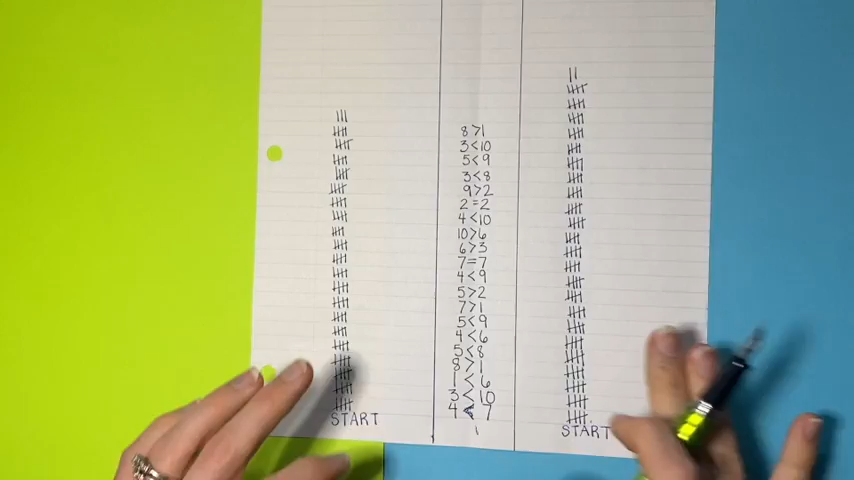 8 > 1
3 < 10
5 < 9
3 < 8
9 > 2
2 = 2
4 < 10
10 > 6
6 > 3
7 = 7
4 < 9
5 > 2
7 > 1
5 < 9
4 < 6
5 < 8
8 > 1
1 < 6
3 < 10
4 < 7
START
START